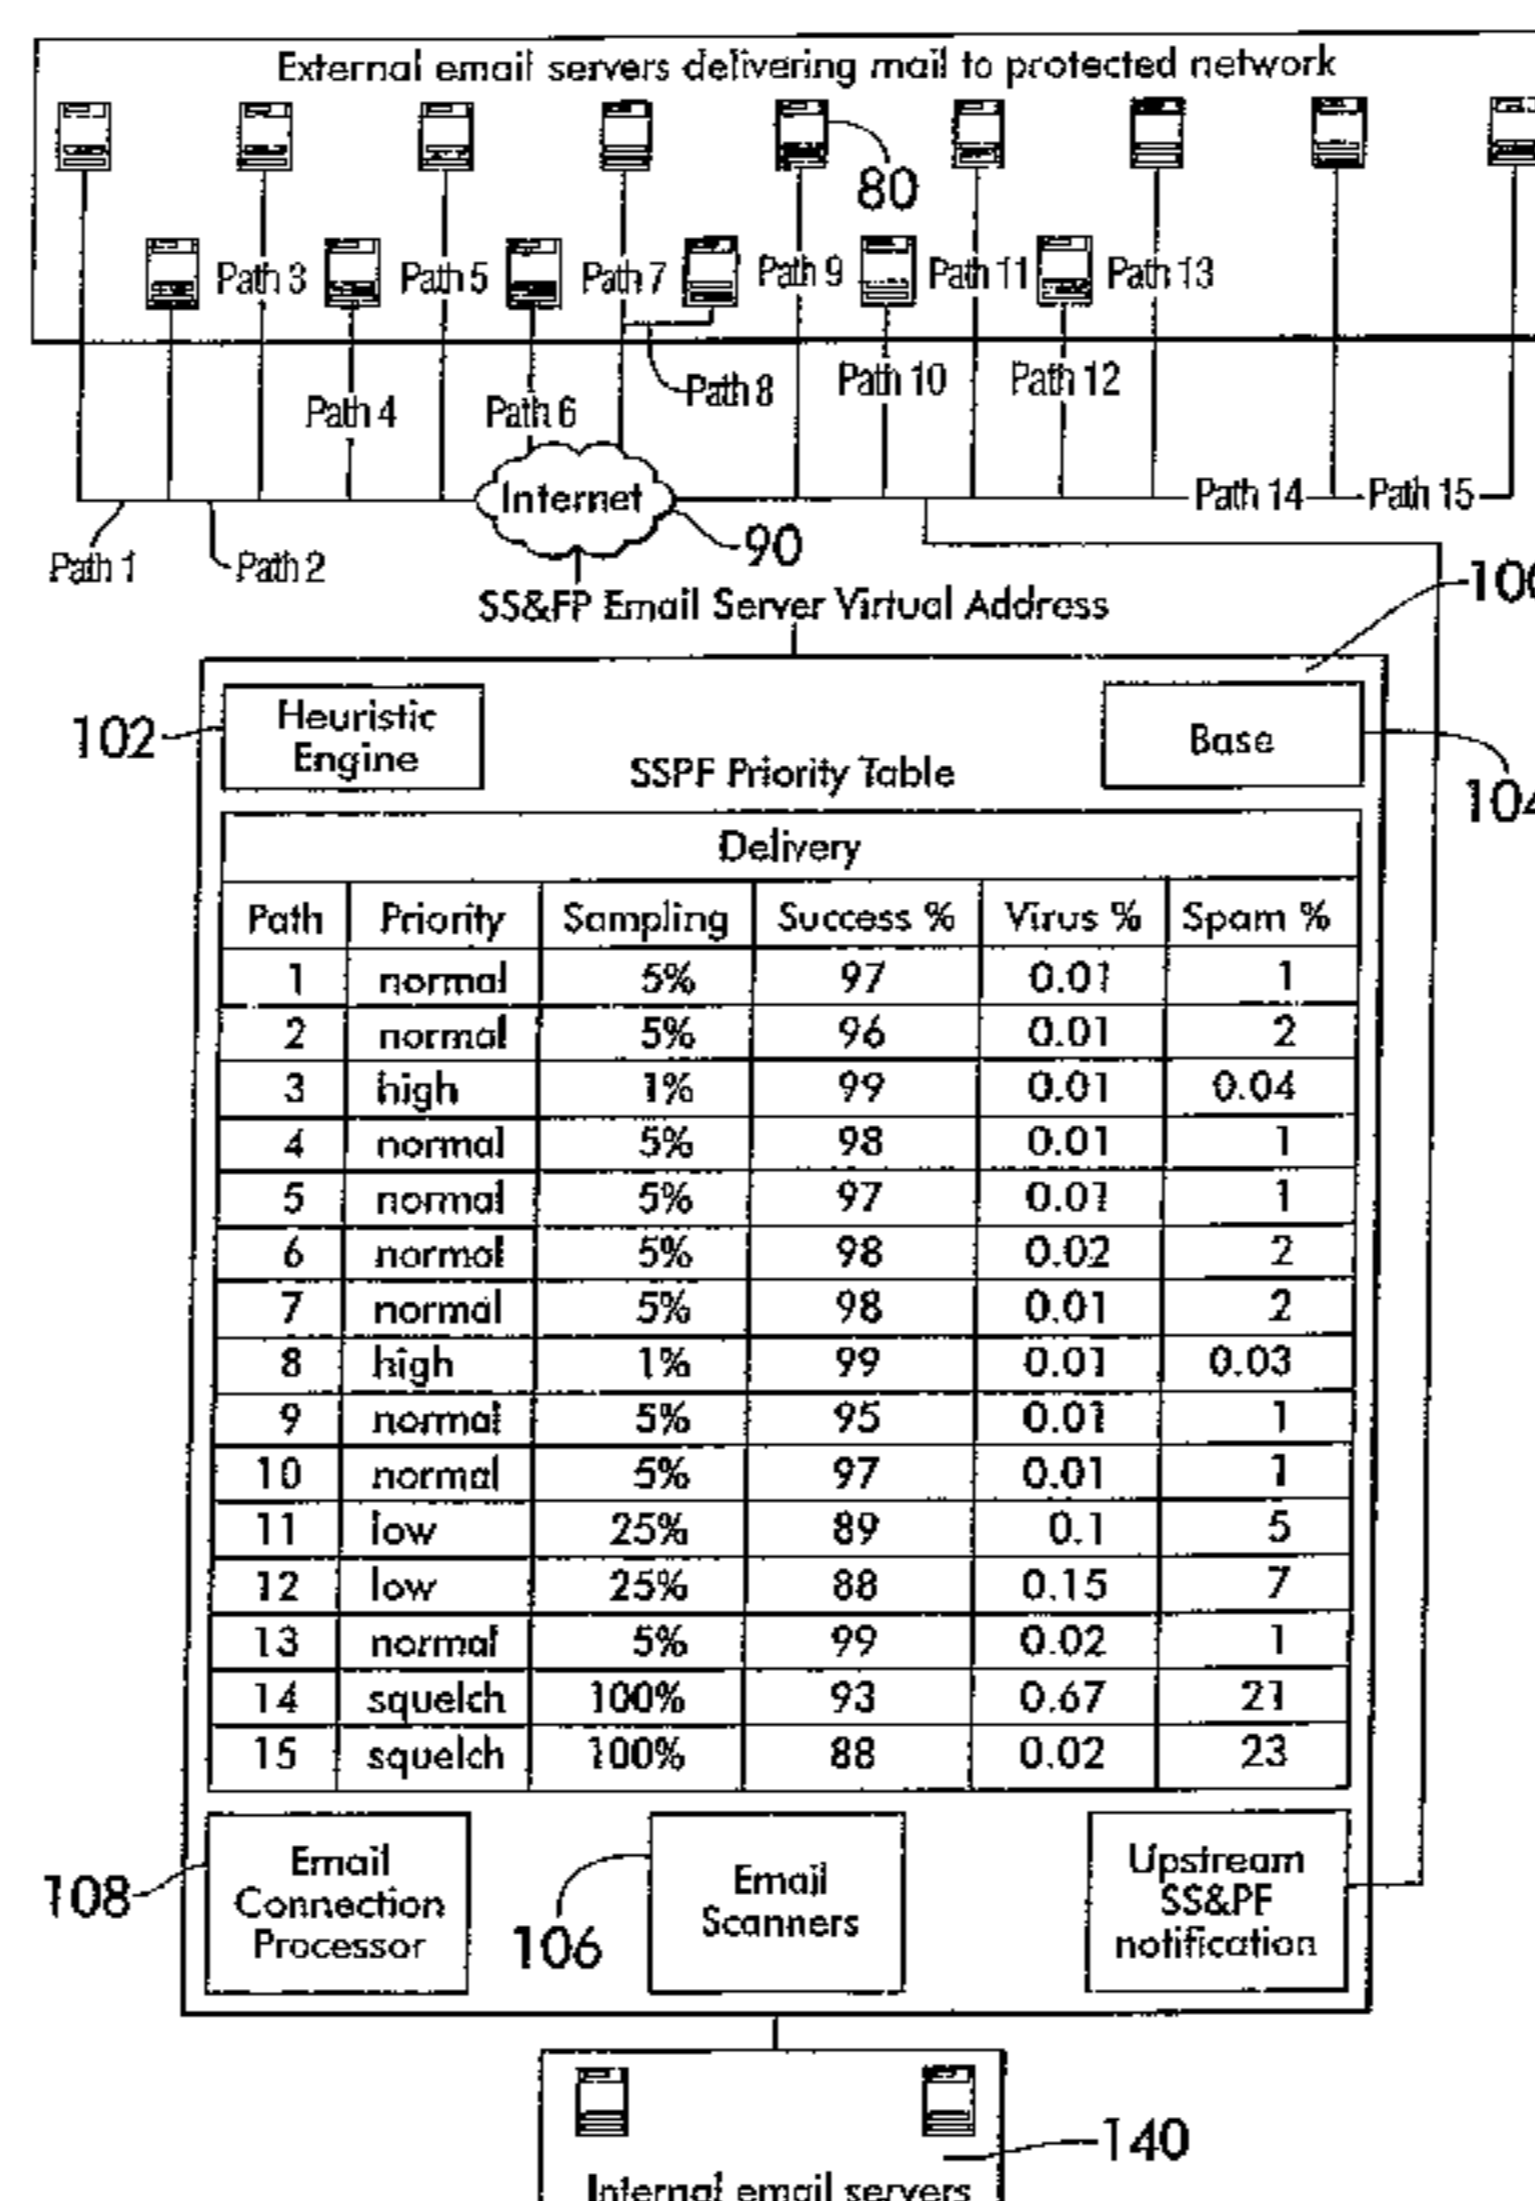 External email servers delivering mail to protected network
80
Path 3 Path 5 Path 7 Path 9 Path 11 Path 13
Path 4 Path 6 Path 8 Path 10 Path 12
Internet
Path 14 Path 15
Path 1 Path 2
90
SS&FP Email Server Virtual Address
102
Heuristic
Engine
SSPF Priority Table
Base
Delivery
Path Priority Sampling Success % Virus % Spam %
1 normal 5% 97 0.01 1
2 normal 5% 96 0.01 2
3 high 1% 99 0.01 0.04
4 normal 5% 98 0.01 1
5 normal 5% 97 0.01 1
6 normal 5% 98 0.02 2
7 normal 5% 98 0.01 2
8 high 1% 99 0.01 0.03
9 normal 5% 95 0.01 1
10 normal 5% 97 0.01 1
11 low 25% 89 0.1 5
12 low 25% 88 0.15 7
13 normal 5% 99 0.02 1
14 squelch 100% 93 0.67 21
15 squelch 100% 88 0.02 23
108
Email
Connection
Processor
106
Email
Scanners
Upstream
SS&PF
notification
140
Internal email servers